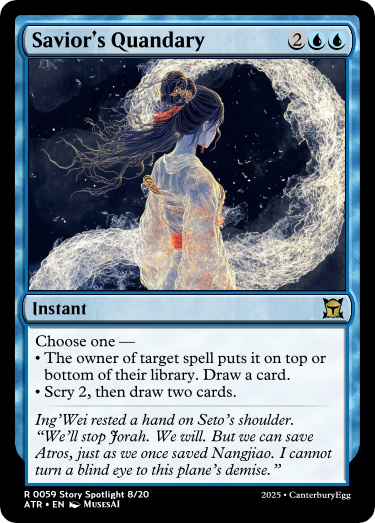 Savior's Quandary 2
Instant
Choose one —
• The owner of target spell puts it on top or
bottom of their library. Draw a card.
• Scry 2, then draw two cards.
Ing'Wei rested a hand on Seto's shoulder.
"We'll stop Jorah. We will. But we can save
Atros, just as we once saved Nangjiao. I cannot
turn a blind eye to this plane's demise."
R 0059 Story Spotlight 8/20 2025 • CanterburyEgg
ATR • EN MusesAI